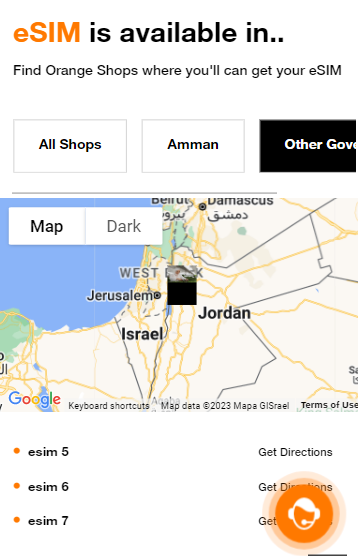 eSIM is available in..
Find Orange Shops where you'll can get your eSIM
All Shops
Amman
Other Gove
Beirut
بيروت
Damascus
دمشق
Map
Dark
WEST B
K
Jerusalem
Jordan
Israel
Google
Keyboard shortcuts
Map data ©2023 Mapa GISrael
Terms of Use
esim 5
Get Directions
esim 6
Get Directions
esim 7
Get